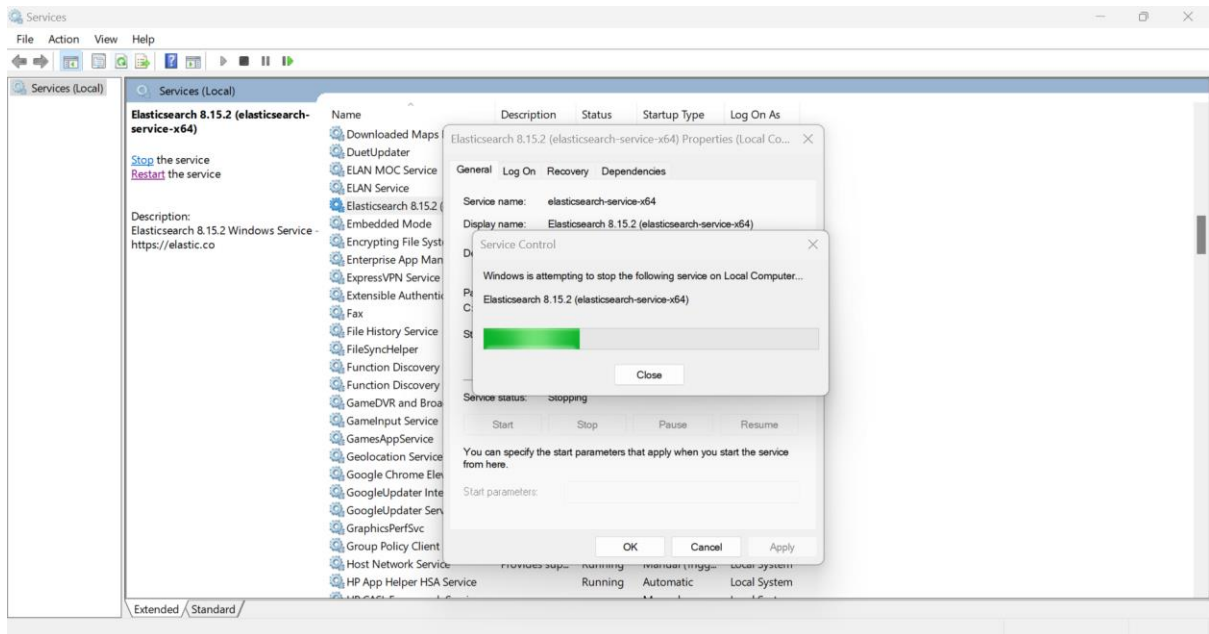 Services
File Action View Help
Services (Local)
Services (Local)
Elasticsearch 8.15.2 (elasticsearch-
service-x64)
Stop the service
Restart the service
Description:
Elasticsearch 8.15.2 Windows Service -
https://elastic.co
Name Description Status Startup Type Log On As
Downloaded Maps
DuetUpdater
ELAN MOC Service
ELAN Service
Elasticsearch 8.15.2 (
Embedded Mode
Encrypting File Syst
Enterprise App Man
ExpressVPN Service
Extensible Authentic
Fax
File History Service
FileSyncHelper
Function Discovery
Function Discovery
GameDVR and Broa
GameInput Service
GamesAppService
Geolocation Service
Google Chrome Elev
GoogleUpdater Inte
GoogleUpdater Serv
GraphicsPerfSvc
Group Policy Client
Host Network Service Provides sup... Running Manual (Trigg... Local System
HP App Helper HSA Service Running Automatic Local System
Elasticsearch 8.15.2 (elasticsearch-service-x64) Properties (Local Co...
General Log On Recovery Dependencies
Service name: elasticsearch-service-x64
Display name: Elasticsearch 8.15.2 (elasticsearch-service-x64)
Service Control
Windows is attempting to stop the following service on Local Computer...
Elasticsearch 8.15.2 (elasticsearch-service-x64)
Close
Service status: Stopping
Start Stop Pause Resume
You can specify the start parameters that apply when you start the service
from here.
Start parameters:
OK Cancel Apply
Extended Standard